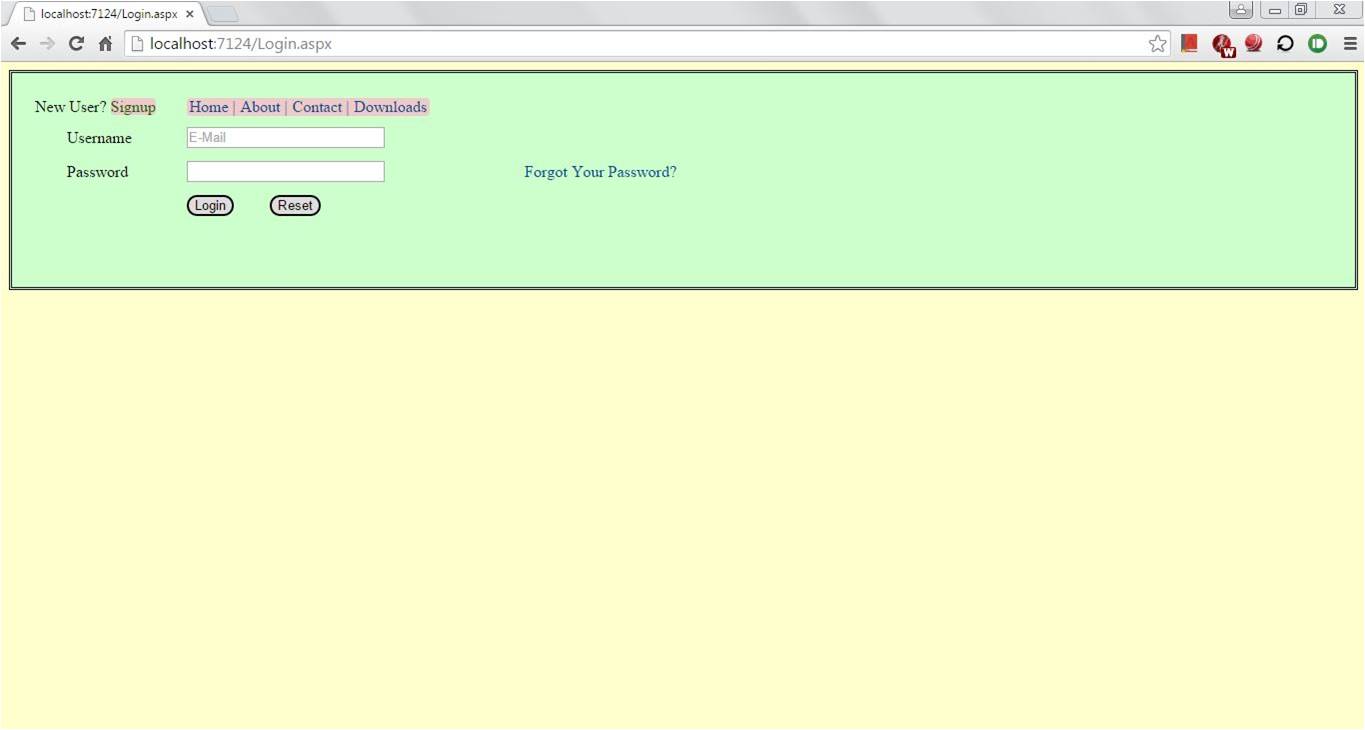 localhost:7124/Login.aspx
localhost:7124/Login.aspx
W
New User? Signup Home | About | Contact | Downloads
Username E-Mail
Password Forgot Your Password?
Login Reset